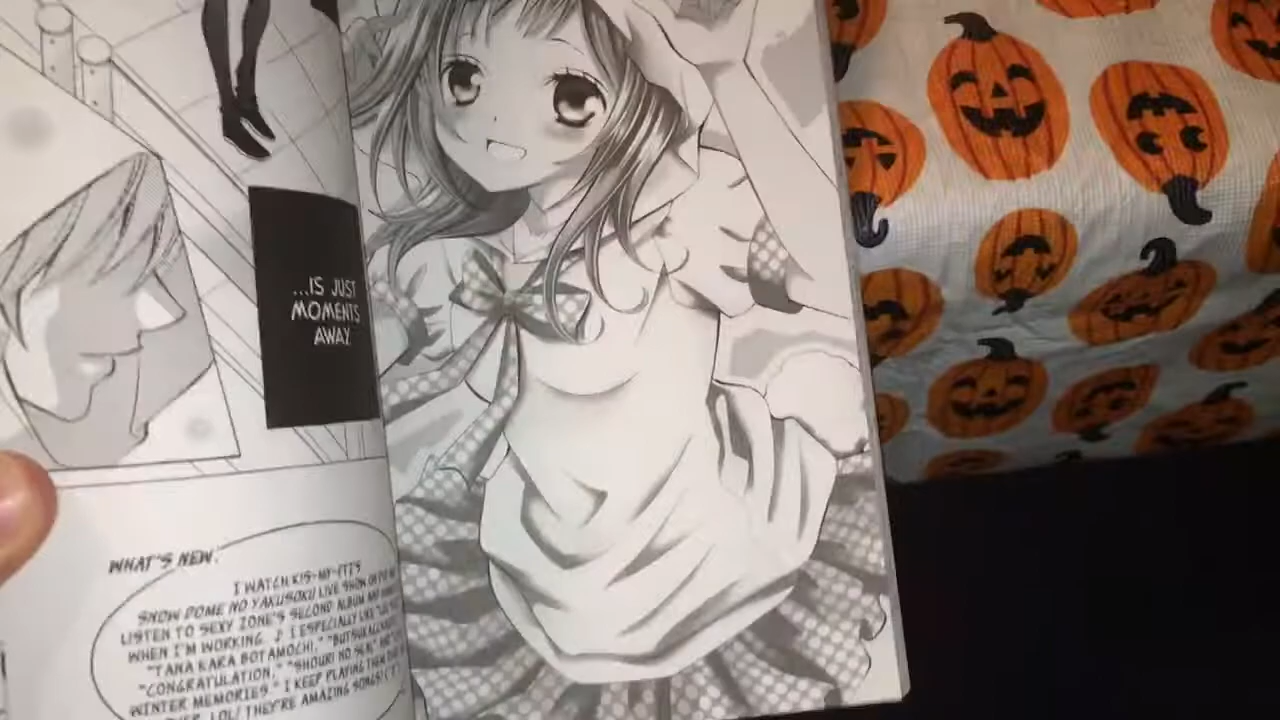 ...IS JUST
MOMENTS
AWAY
WHAT'S NEW:
I WATCH KIS-MY-FT2'S
SNOW DOME NO YAKUSOKU LIVE SHOW ON
LISTEN TO SEXY ZONE'S SECOND ALBUM AND
WHEN I'M WORKING. ♪ I ESPECIALLY LIKE
"TANA KARA BOTAMOCHI,"
"CONGRATULATION," "SHOURI NO
WINTER MEMORIES." I KEEP PLAYING THEM
LOL! THEY'RE AMAZING SONGS!